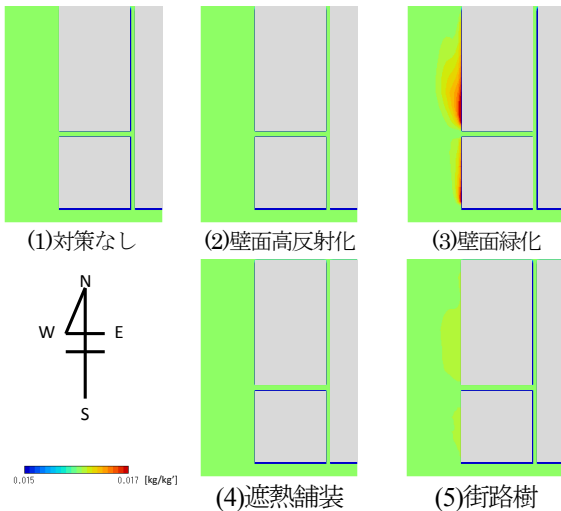 (1)対策なし
(2)壁面高反射化
(3)壁面緑化
N
W E
S
0.015 0.017 [kg/kg']
(4)遮熱舗装
(5)街路樹